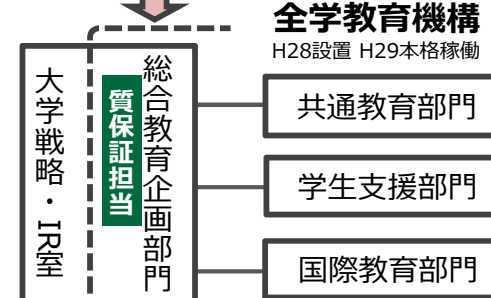 全学教育機構
H28設置 H29本格稼働
大学戦略・IR室
質保証担当
総合教育企画部門
共通教育部門
学生支援部門
国際教育部門